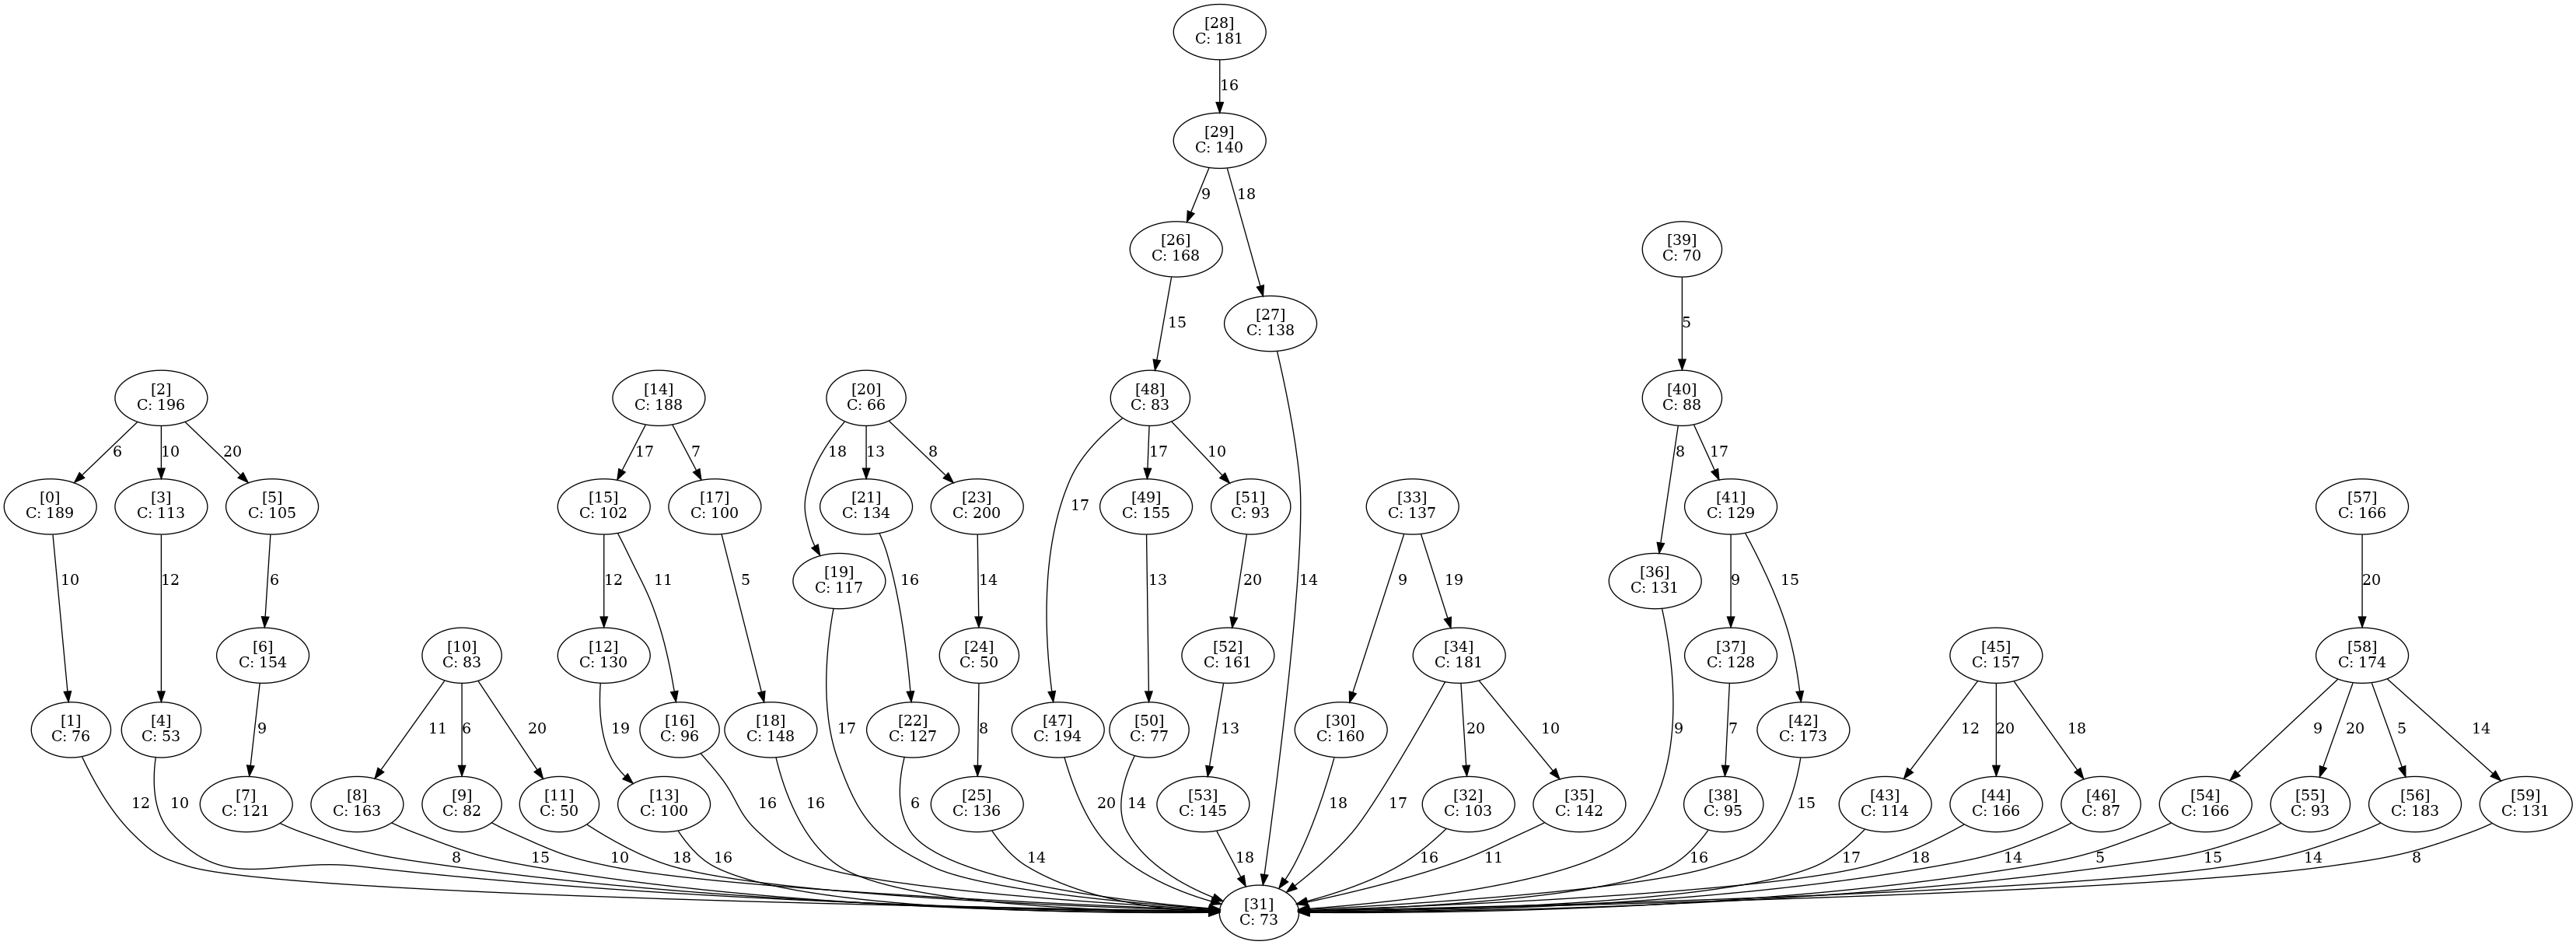 [28]
C: 181
16
[29]
C: 140
9
18
[26]
C: 168
[39]
C: 70
[27]
C: 138
15
5
[2]
C: 196
[14]
C: 188
[20]
C: 66
[48]
C: 83
[40]
C: 88
6
10
20
17
7
18
13
8
17
10
8
17
[0]
C: 189
[3]
C: 113
[5]
C: 105
[15]
C: 102
[17]
C: 100
[21]
C: 134
[23]
C: 200
17
[49]
C: 155
[51]
C: 93
[33]
C: 137
[41]
C: 129
[57]
C: 166
10
12
6
12
11
5
[19]
C: 117
16
14
13
20
14
9
19
[36]
C: 131
9
15
20
[6]
C: 154
[10]
C: 83
[12]
C: 130
[24]
C: 50
[52]
C: 161
[34]
C: 181
[37]
C: 128
[45]
C: 157
[58]
C: 174
[1]
C: 76
[4]
C: 53
9
11
6
20
19
[16]
C: 96
[18]
C: 148
17
[22]
C: 127
8
[47]
C: 194
[50]
C: 77
13
[30]
C: 160
17
20
10
9
7
[42]
C: 173
12
20
18
9
20
5
14
12
10
[7]
C: 121
[8]
C: 163
[9]
C: 82
[11]
C: 50
[13]
C: 100
16
16
6
[25]
C: 136
20
14
[53]
C: 145
18
[32]
C: 103
[35]
C: 142
[38]
C: 95
15
[43]
C: 114
[44]
C: 166
[46]
C: 87
[54]
C: 166
[55]
C: 93
[56]
C: 183
[59]
C: 131
8
15
10
18
16
14
18
16
11
16
17
18
14
5
15
14
8
[31]
C: 73